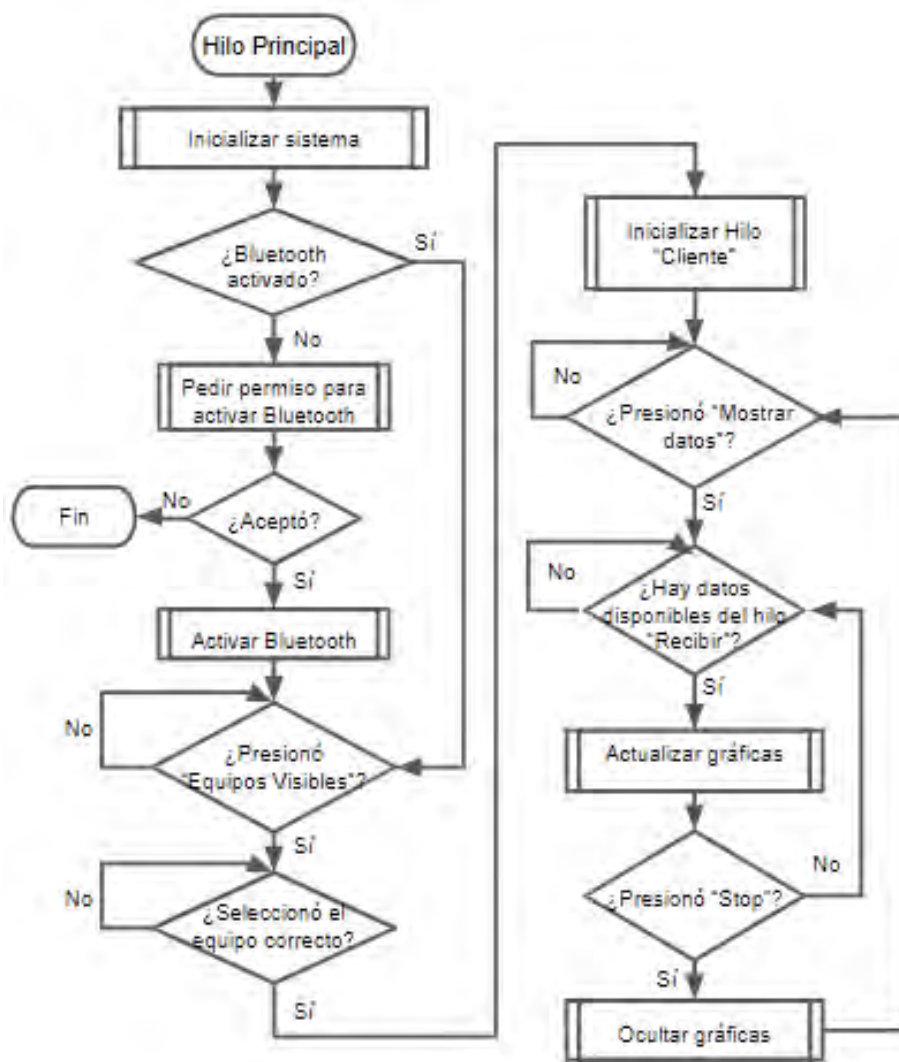 Hilo Principal
Inicializar sistema
¿Bluetooth
activado?
Sí
No
Pedir permiso para
activar Bluetooth
¿Aceptó?
No
Fin
Sí
Activar Bluetooth
No
¿Presionó
"Equipos Visibles"?
Sí
No
¿Seleccionó el
equipo correcto?
Sí
Inicializar Hilo
"Cliente"
No
¿Presionó "Mostrar
datos"?
Sí
No
¿Hay datos
disponibles del hilo
"Recibir"?
Sí
Actualizar gráficas
¿Presionó "Stop"?
No
Sí
Ocultar gráficas